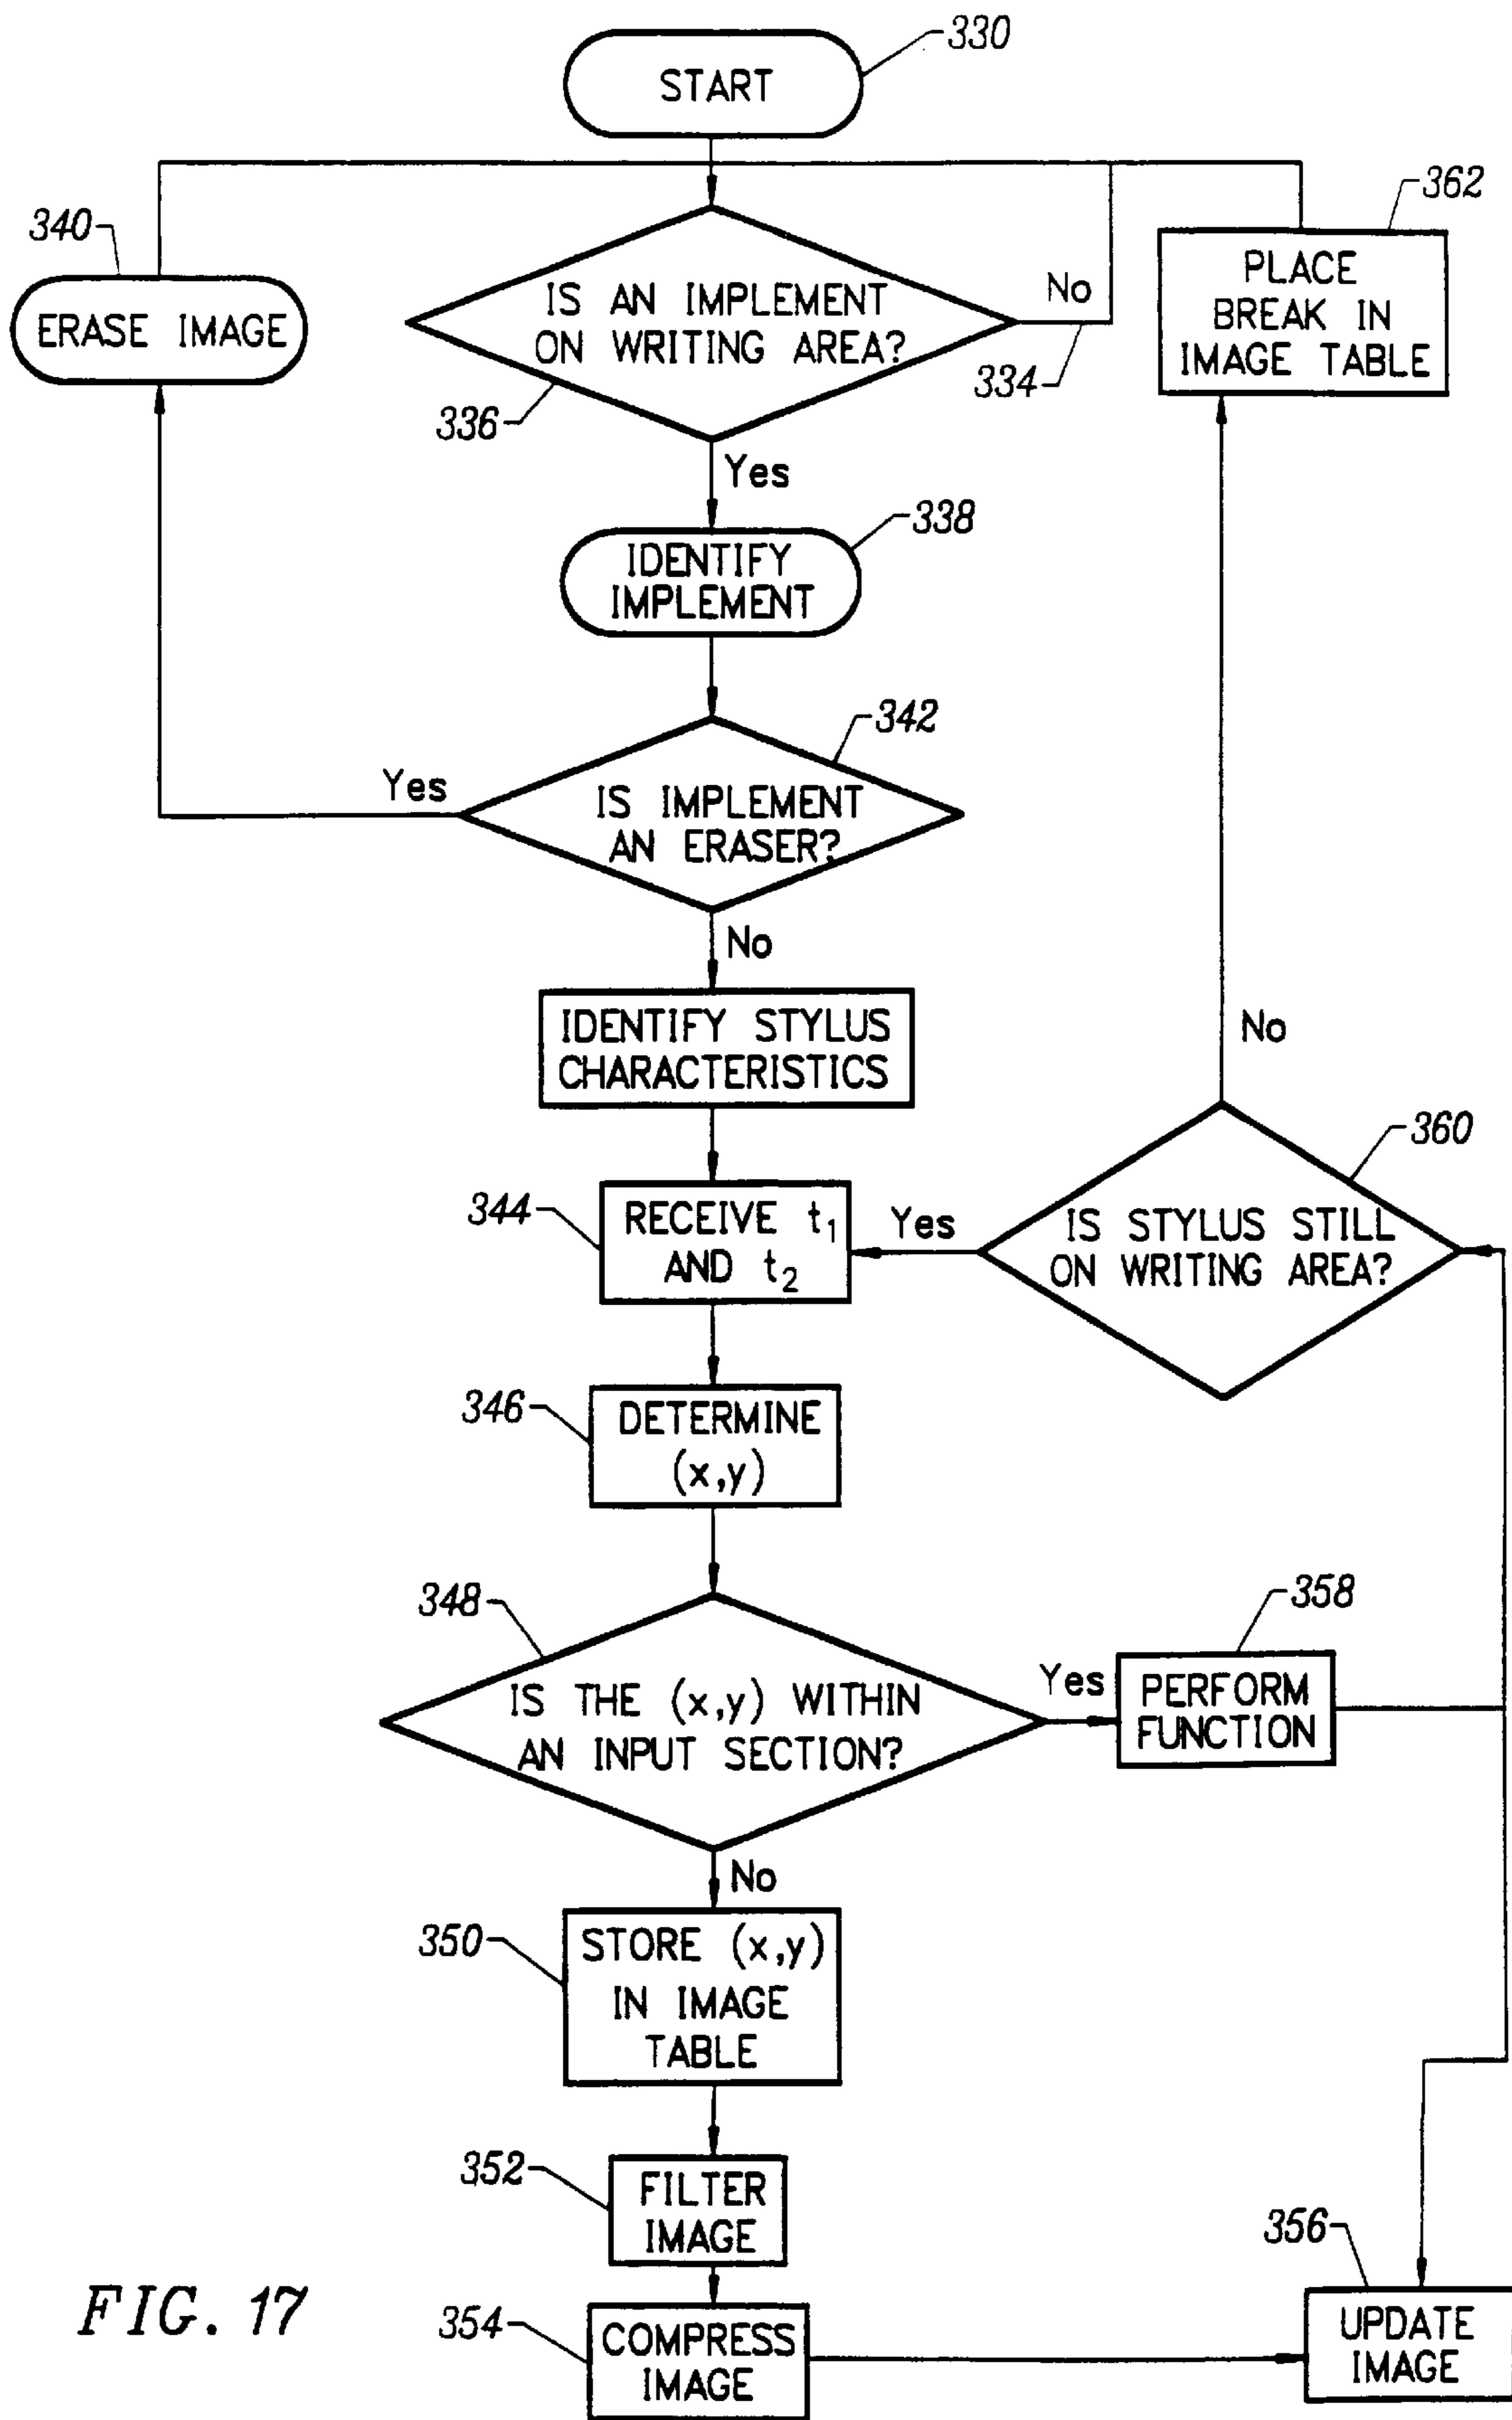 330
START
362
340
PLACE
BREAK IN
IMAGE TABLE
ERASE IMAGE
IS AN IMPLEMENT
ON WRITING AREA?
No
334
336
Yes
338
IDENTIFY
IMPLEMENT
342
Yes
IS IMPLEMENT
AN ERASER?
No
IDENTIFY STYLUS
CHARACTERISTICS
No
360
344
RECEIVE t1
AND t2
Yes
IS STYLUS STILL
ON WRITING AREA?
346
DETERMINE
(x,y)
348
358
IS THE (x,y) WITHIN
AN INPUT SECTION?
Yes
PERFORM
FUNCTION
No
350
STORE (x,y)
IN IMAGE
TABLE
352
FILTER
IMAGE
356
FIG. 17
354
COMPRESS
IMAGE
UPDATE
IMAGE